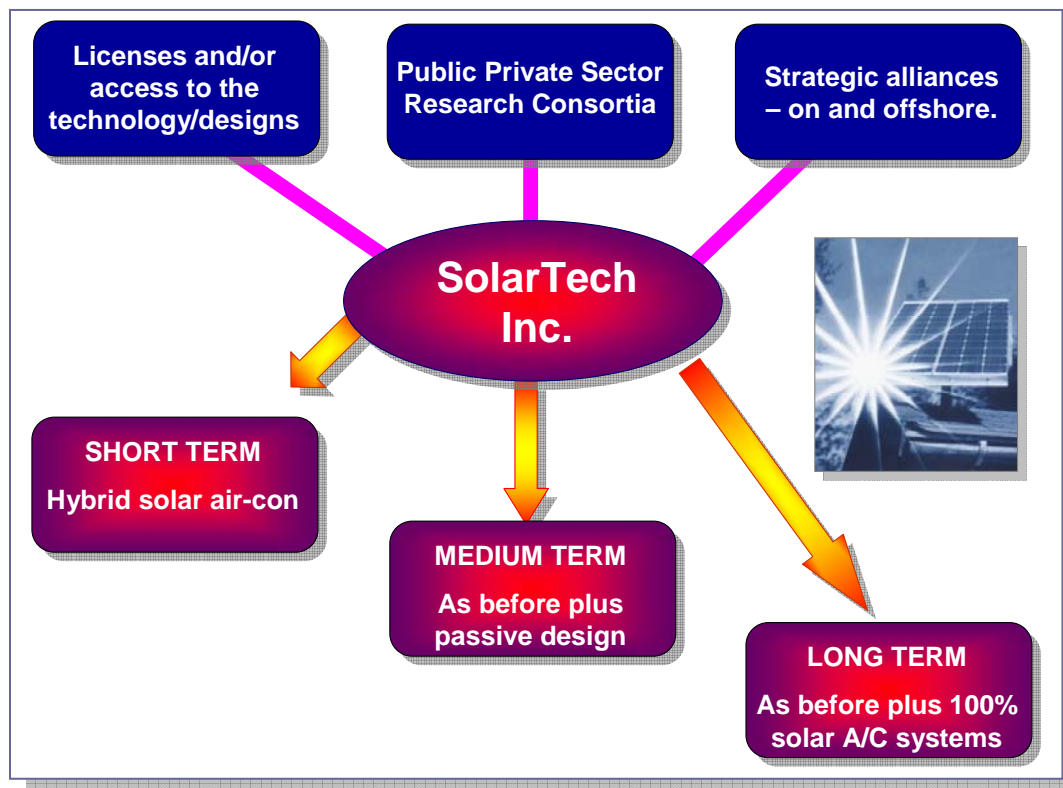 Licenses and/or
access to the
technology/designs
Public Private Sector
Research Consortia
Strategic alliances
– on and offshore.
SolarTech
Inc.
SHORT TERM
Hybrid solar air-con
MEDIUM TERM
As before plus
passive design
LONG TERM
As before plus 100%
solar A/C systems